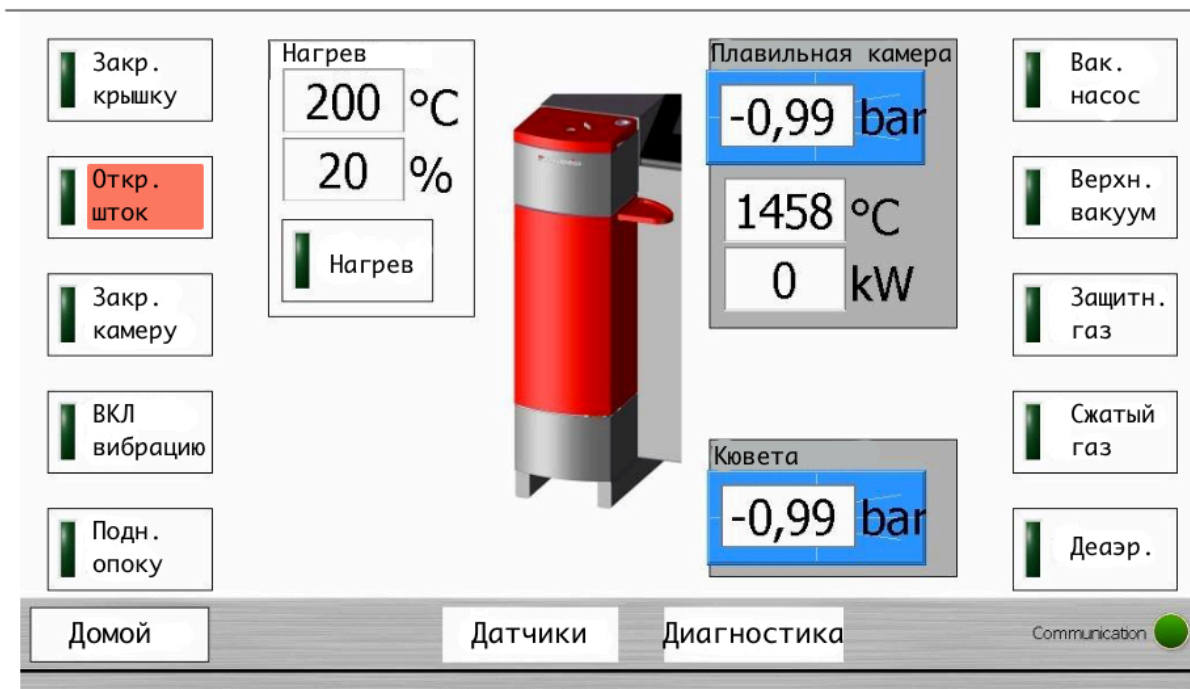 Закр.
крышку
Откр.
шток
Закр.
камеру
ВКЛ
вибрацию
Подн.
опоку
Нагрев
200 °C
20 %
Нагрев
Плавильная камера
-0,99 bar
1458 °C
0 kW
Кювета
-0,99 bar
Вак.
насос
Верхн.
вакуум
Защитн.
газ
Сжатый
газ
Деаэр.
Домой
Датчики
Диагностика
Communication